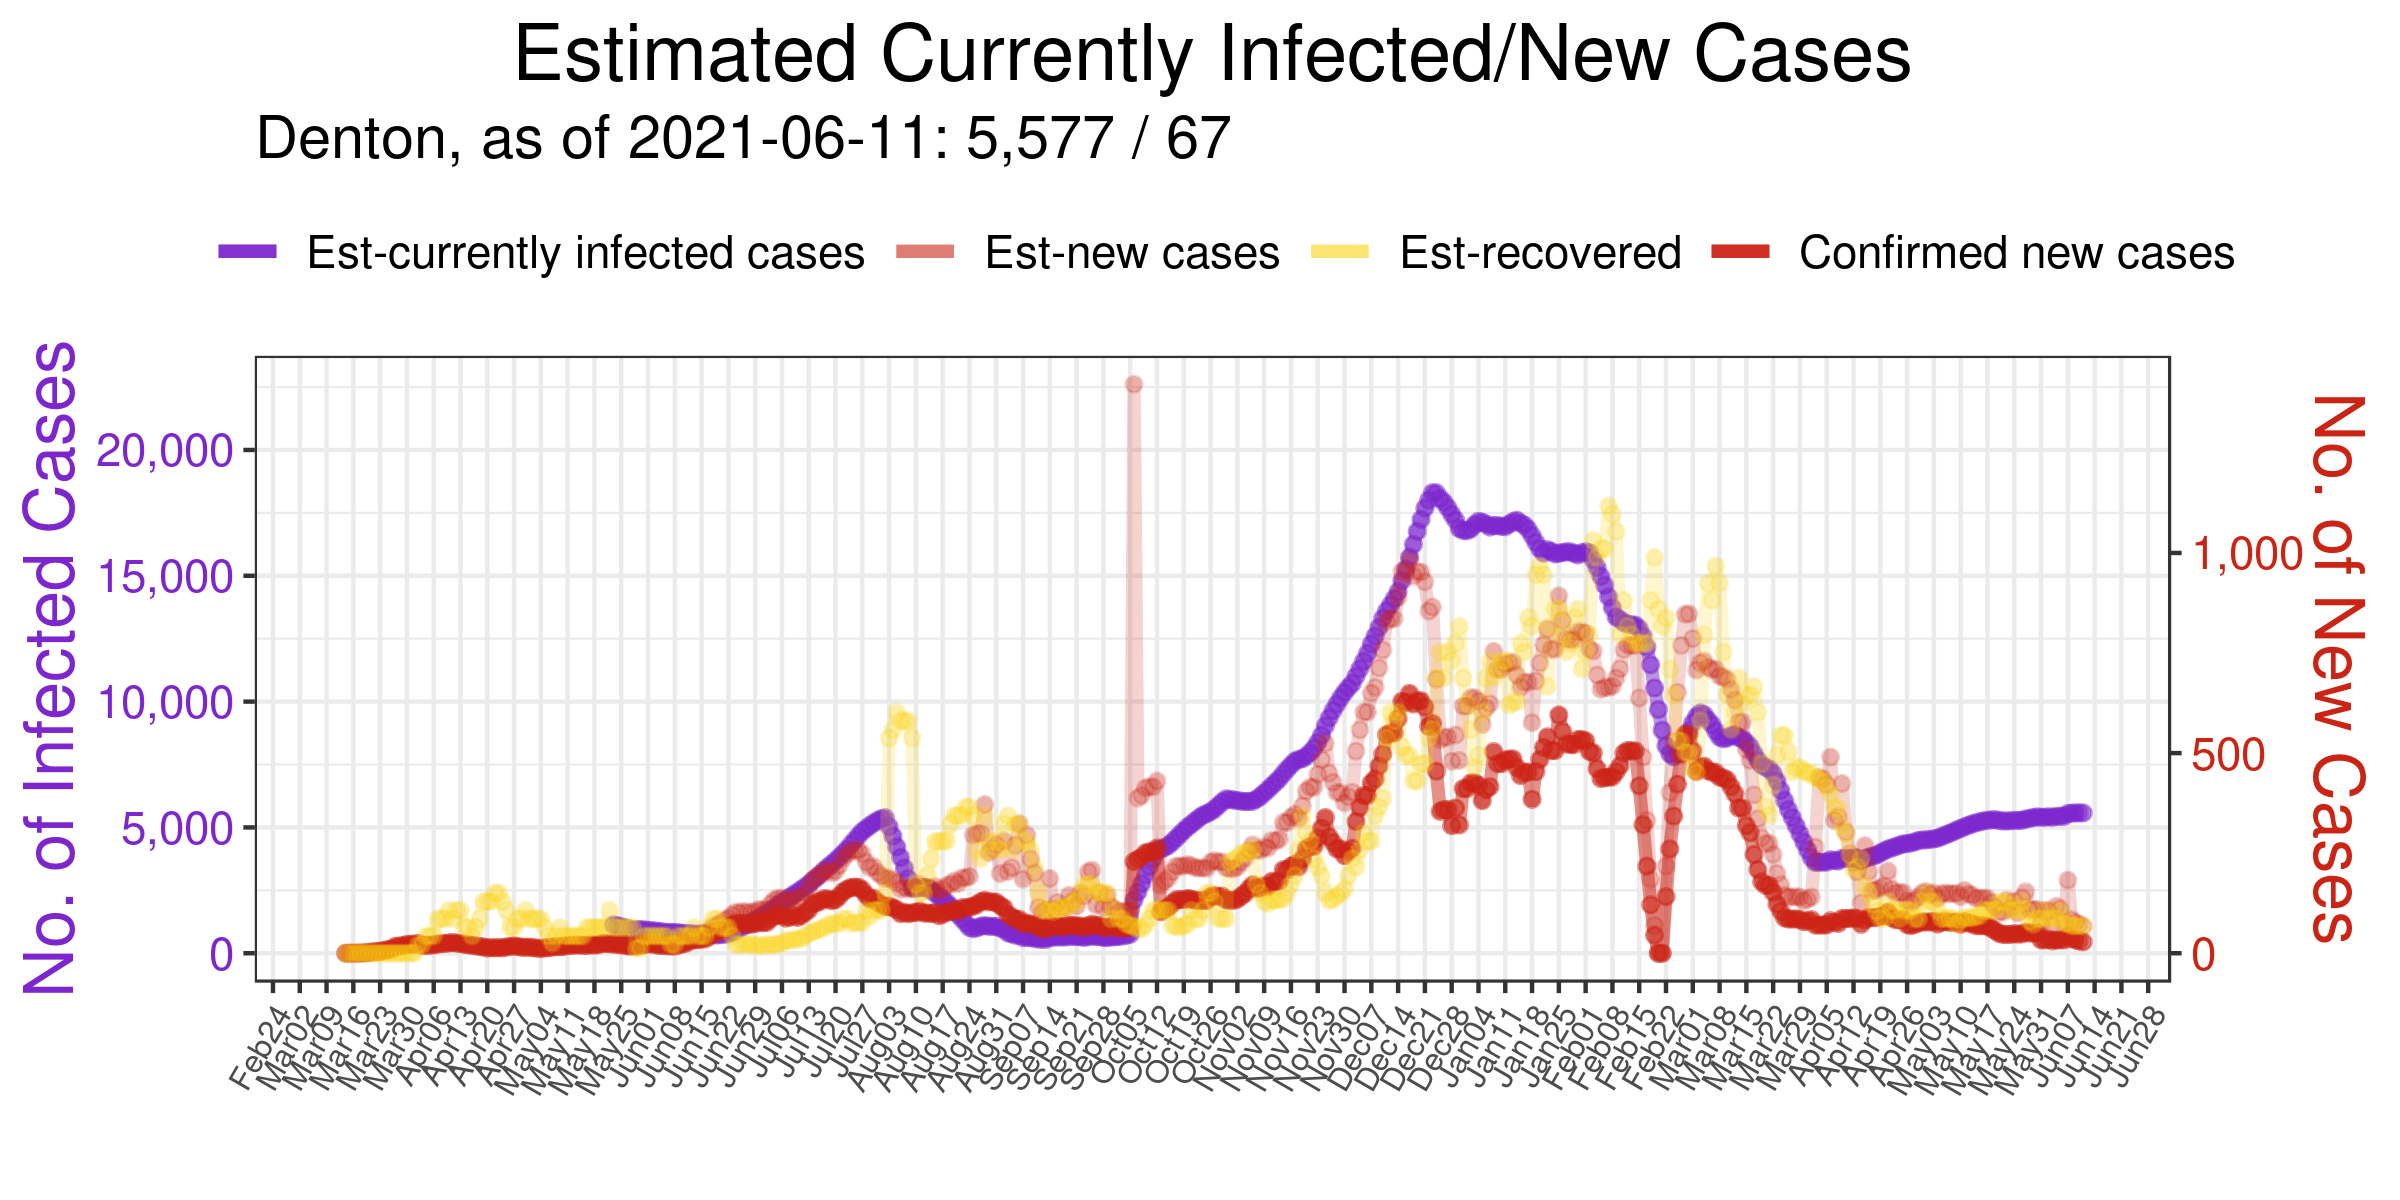 Estimated Currently Infected/New Cases
Denton, as of 2021-06-11: 5,577 / 67
Est-currently infected cases Est-new cases Est-recovered Confirmed new cases
No. of Infected Cases
20,000
15,000
10,000
5,000
0
1,000
500
0
No. of New Cases
Feb24 Mar02 Mar09 Mar16 Mar23 Mar30 Apr06 Apr13 Apr20 Apr27 May04 May11 May18 May25 Jun01 Jun08 Jun15 Jun22 Jun29 Jul06 Jul13 Jul20 Jul27 Aug03 Aug10 Aug17 Aug24 Aug31 Sep07 Sep14 Sep21 Sep28 Oct05 Oct12 Oct19 Oct26 Nov02 Nov09 Nov16 Nov23 Nov30 Dec07 Dec14 Dec21 Dec28 Jan04 Jan11 Jan18 Jan25 Feb01 Feb08 Feb15 Feb22 Mar01 Mar08 Mar15 Mar22 Mar29 Apr05 Apr12 Apr19 Apr26 May03 May10 May17 May24 May31 Jun07 Jun14 Jun21 Jun28